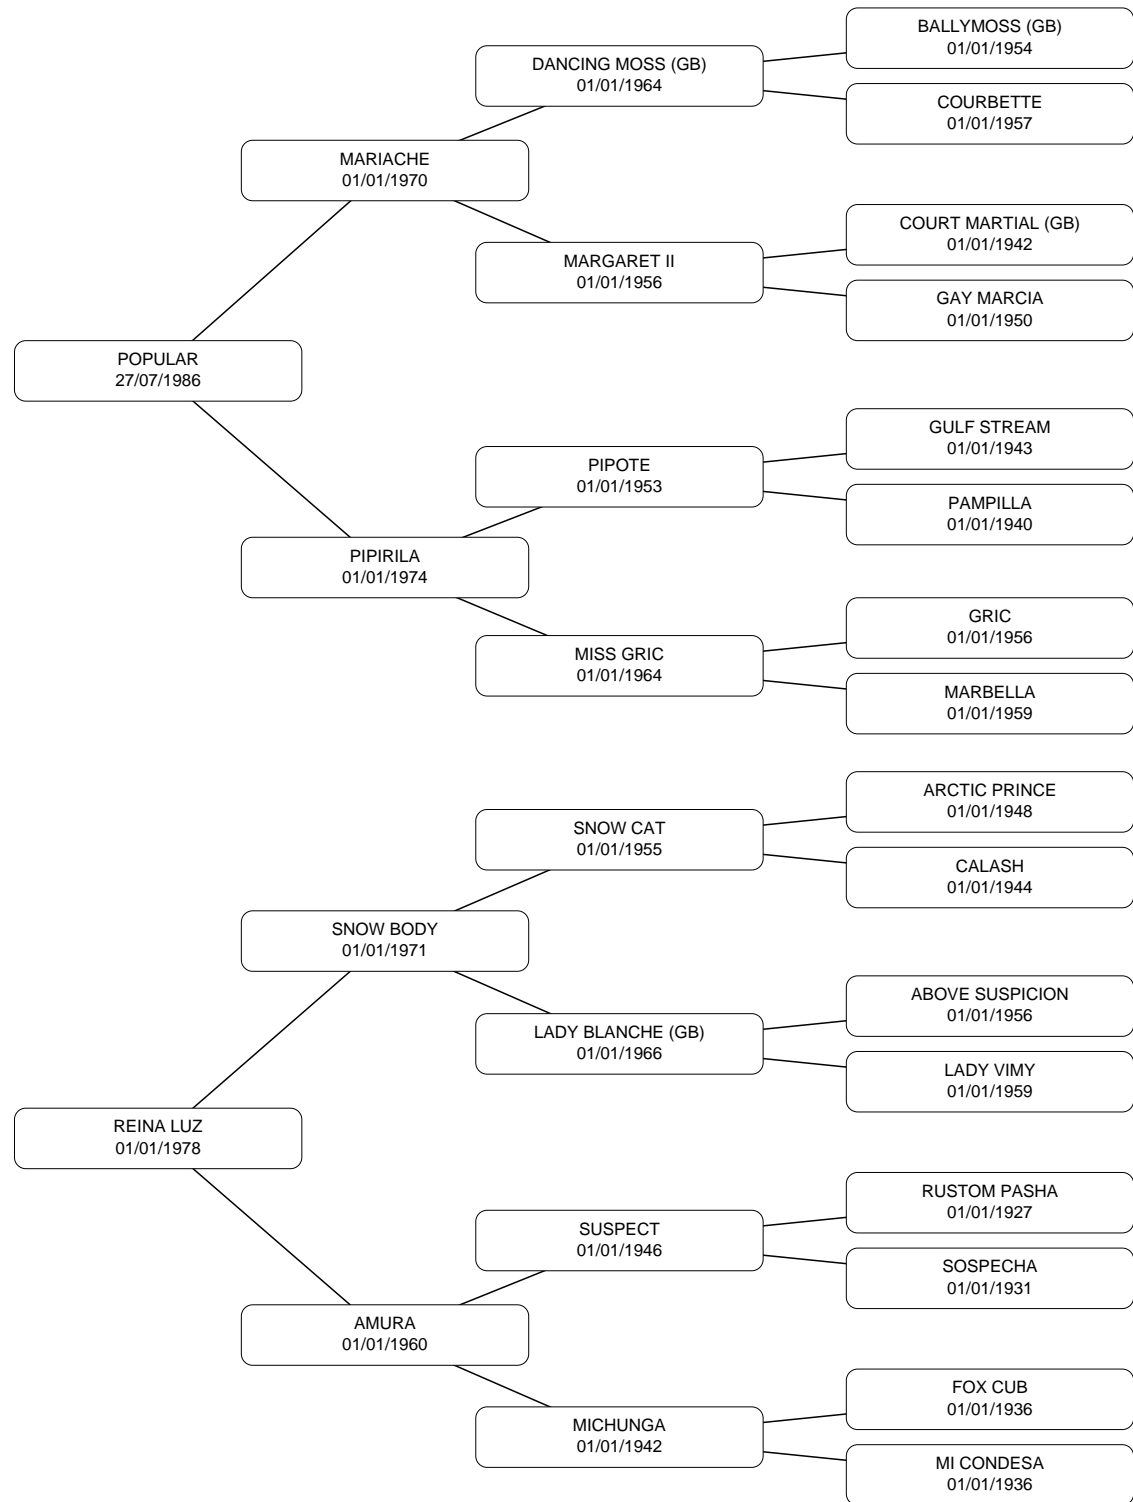 BALLYMOSS (GB)
01/01/1954
DANCING MOSS (GB)
01/01/1964
COURBETTE
01/01/1957
MARIACHE
01/01/1970
COURT MARTIAL (GB)
01/01/1942
MARGARET II
01/01/1956
GAY MARCIA
01/01/1950
POPULAR
27/07/1986
GULF STREAM
01/01/1943
PIPOTE
01/01/1953
PAMPILLA
01/01/1940
PIPIRILA
01/01/1974
GRIC
01/01/1956
MISS GRIC
01/01/1964
MARBELLA
01/01/1959
ARCTIC PRINCE
01/01/1948
SNOW CAT
01/01/1955
CALASH
01/01/1944
SNOW BODY
01/01/1971
ABOVE SUSPICION
01/01/1956
LADY BLANCHE (GB)
01/01/1966
LADY VIMY
01/01/1959
REINA LUZ
01/01/1978
RUSTOM PASHA
01/01/1927
SUSPECT
01/01/1946
SOSPECHA
01/01/1931
AMURA
01/01/1960
FOX CUB
01/01/1936
MICHUNGA
01/01/1942
MI CONDESA
01/01/1936